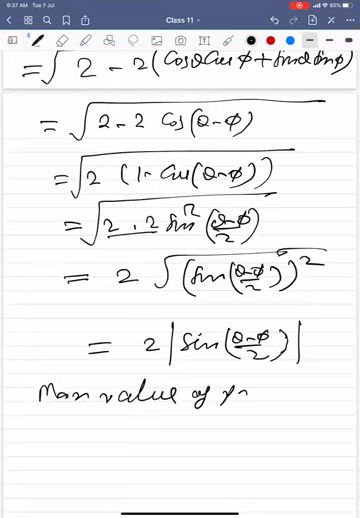 9:37 AM Tue 7 Jul
65%
Class 11
= √2 - 2(cosθcosϕ + sinθsinϕ)
= √2 - 2 cos(θ-ϕ)
= √2 (1- cos(θ-ϕ))
= √2 . 2 sin² (θ-ϕ/2)
= 2 √(sin(θ-ϕ/2))²
= 2 |sin(θ-ϕ/2)|
Max value of